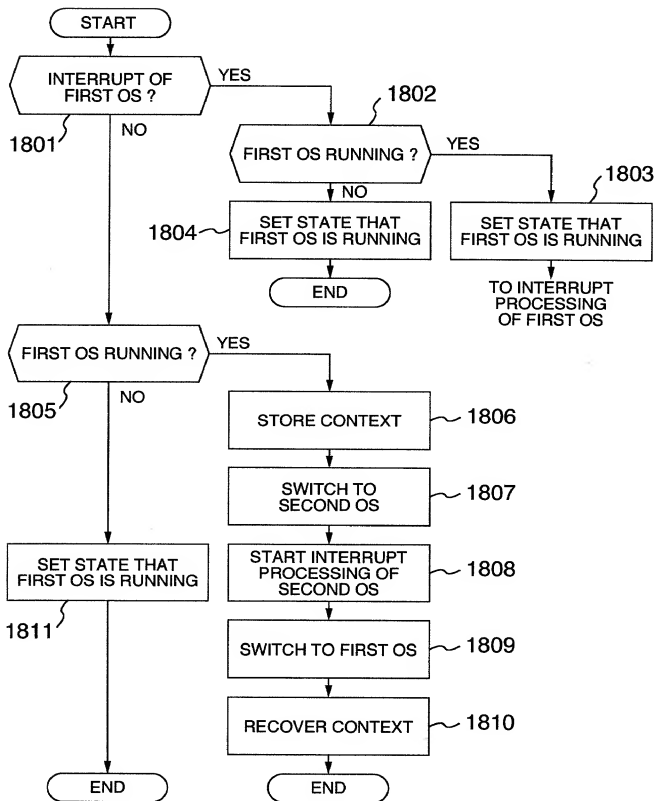 START
INTERRUPT OF
FIRST OS ?
YES
1801
NO
1802
FIRST OS RUNNING ?
YES
NO
1803
1804
SET STATE THAT
FIRST OS IS RUNNING
SET STATE THAT
FIRST OS IS RUNNING
END
TO INTERRUPT
PROCESSING
OF FIRST OS
FIRST OS RUNNING ?
YES
1805
NO
STORE CONTEXT
1806
SWITCH TO
SECOND OS
1807
START INTERRUPT
PROCESSING OF
SECOND OS
1808
SET STATE THAT
FIRST OS IS RUNNING
1811
SWITCH TO FIRST OS
1809
RECOVER CONTEXT
1810
END
END